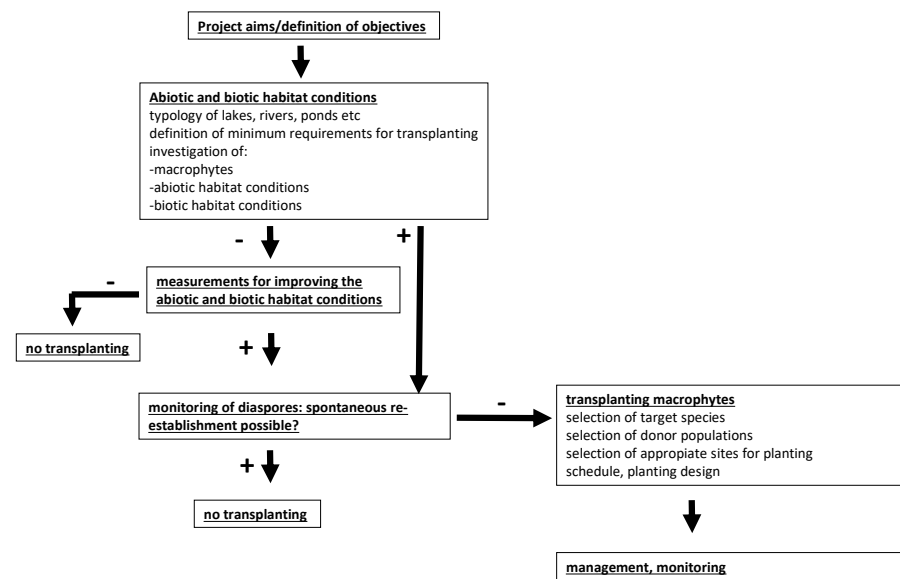 Project aims/definition of objectives
Abiotic and biotic habitat conditions
typology of lakes, rivers, ponds etc
definition of minimum requirements for transplanting
investigation of:
-macrophytes
-abiotic habitat conditions
-biotic habitat conditions
-
+
-
measurements for improving the
abiotic and biotic habitat conditions
no transplanting
+
monitoring of diaspores: spontaneous re-
establishment possible?
-
transplanting macrophytes
selection of target species
selection of donor populations
selection of appropiate sites for planting
schedule, planting design
+
no transplanting
management, monitoring